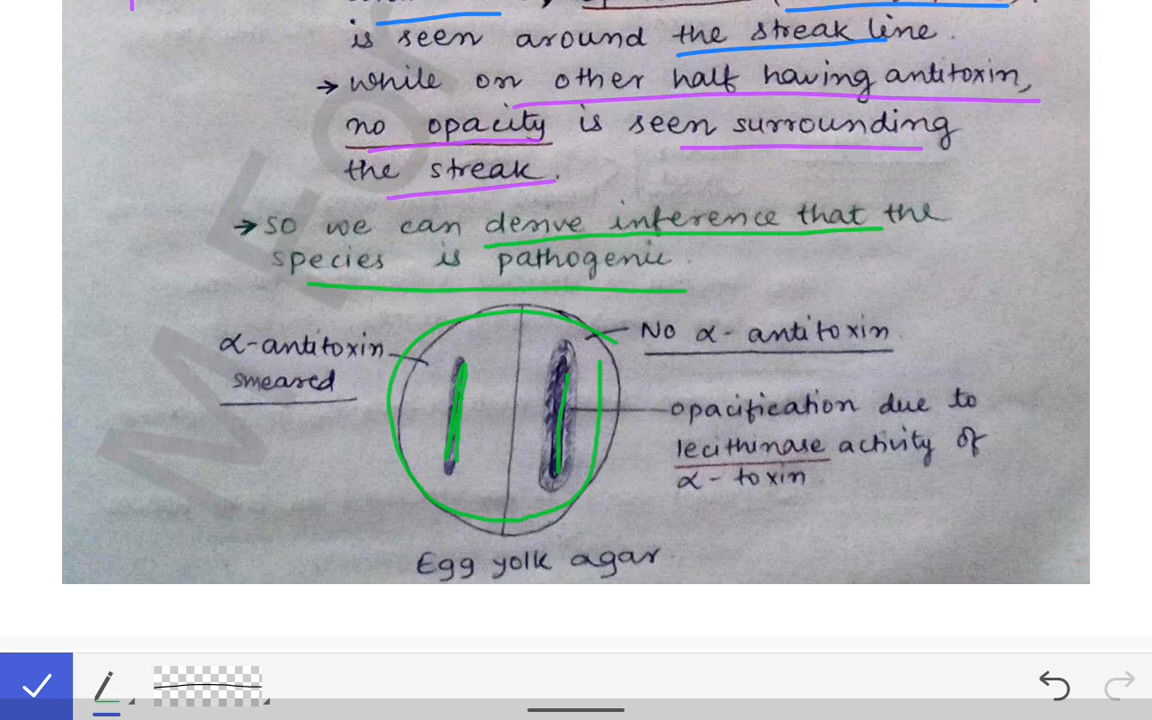 is seen around the streak line.
→ while on other half having antitoxin,
no opacity is seen surrounding
the streak.
→ so we can derive inference that the
species is pathogenic.
α-antitoxin
smeared
No α-antitoxin
opacification due to
lecithinase activity of
α-toxin
Egg yolk agar